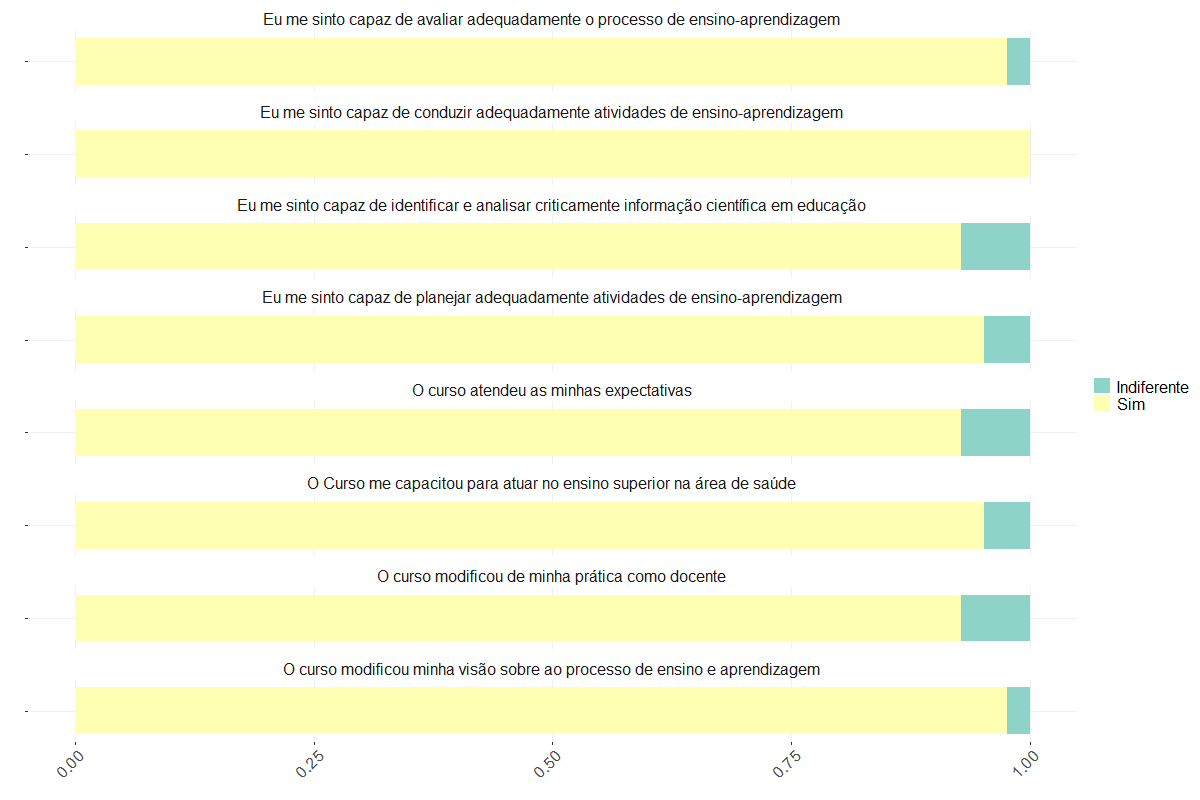 Eu me sinto capaz de avaliar adequadamente o processo de ensino-aprendizagem
Eu me sinto capaz de conduzir adequadamente atividades de ensino-aprendizagem
Eu me sinto capaz de identificar e analisar criticamente informação científica em educação
Eu me sinto capaz de planejar adequadamente atividades de ensino-aprendizagem
O curso atendeu as minhas expectativas
O Curso me capacitou para atuar no ensino superior na área de saúde
O curso modificou de minha prática como docente
O curso modificou minha visão sobre ao processo de ensino e aprendizagem
0.00 0.25 0.50 0.75 1.00
Indiferente
Sim